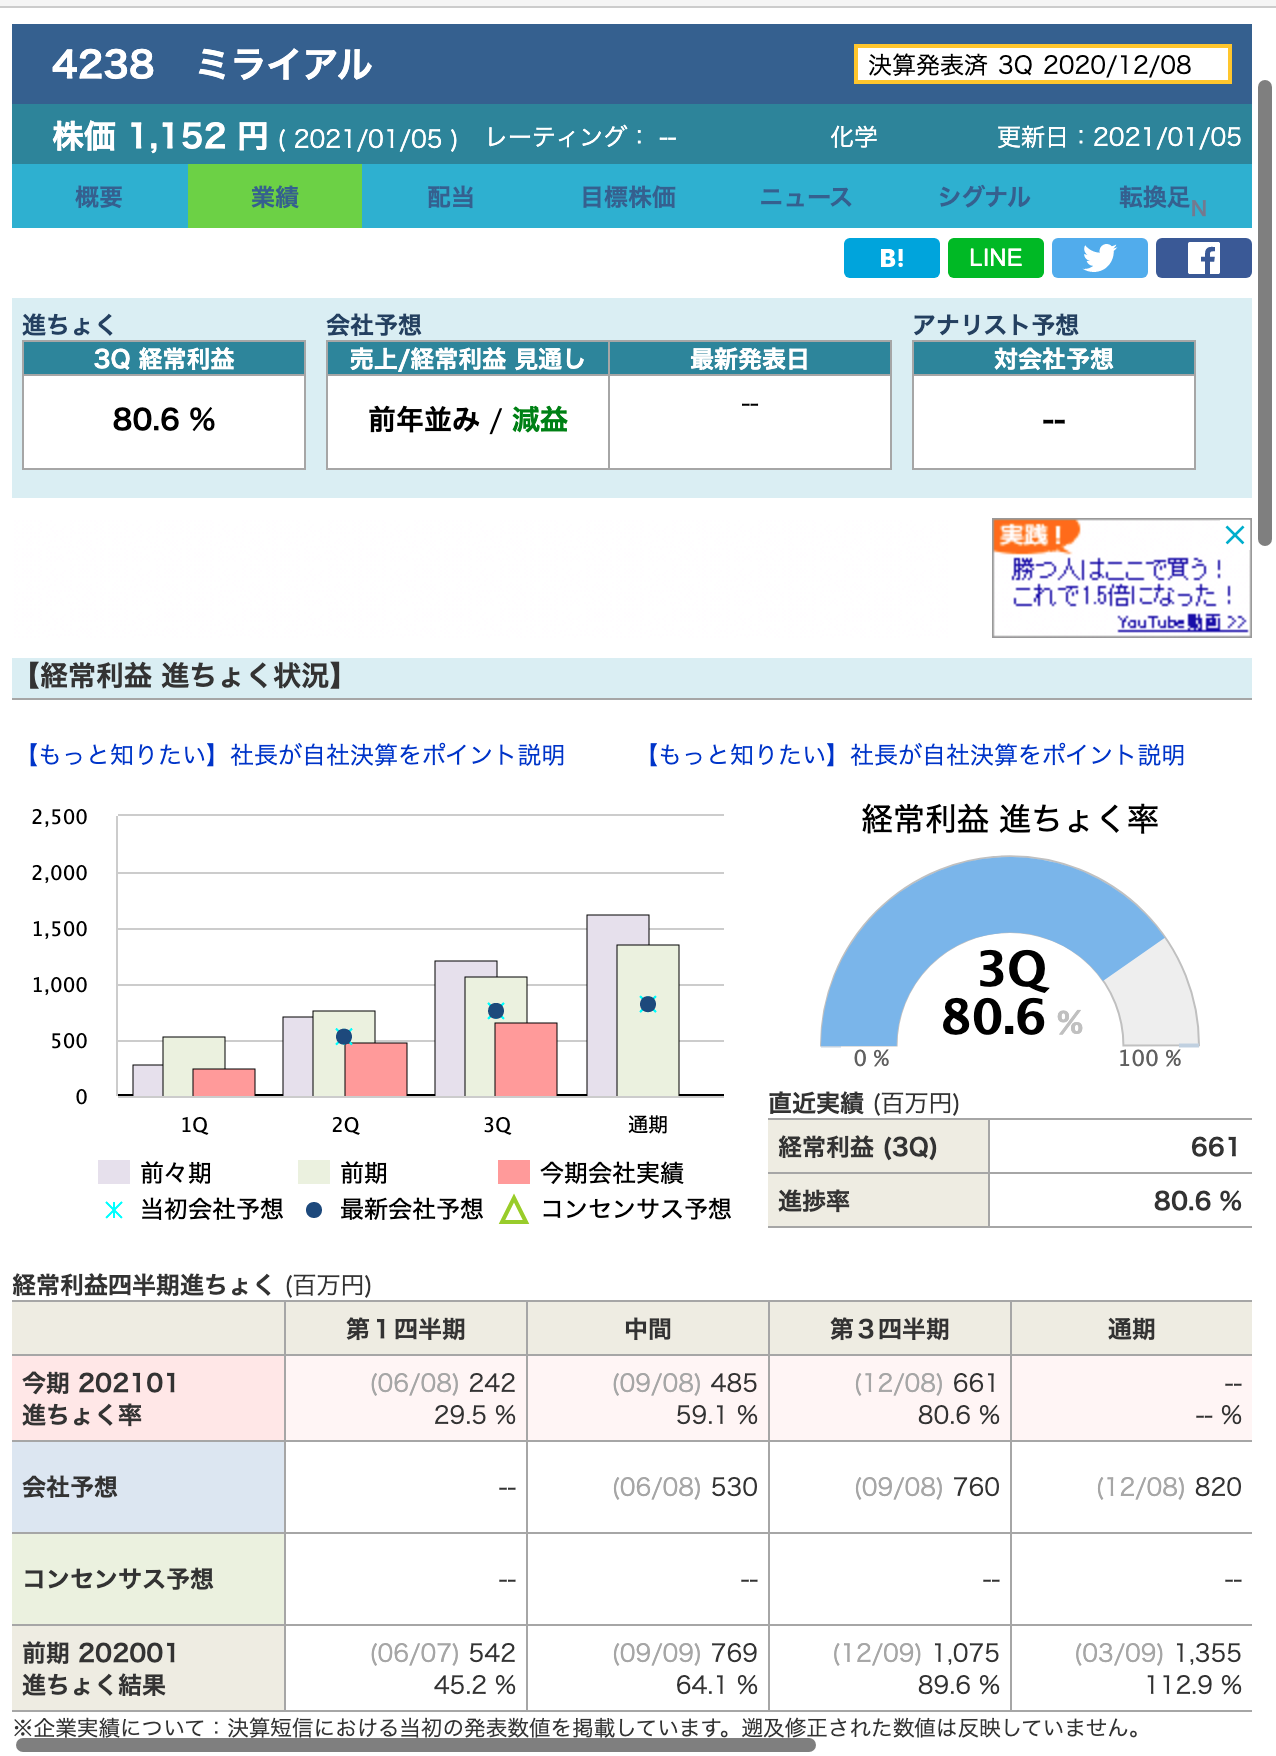 4238 ミライアル
決算発表済 3Q 2020/12/08
株価 1,152 円 ( 2021/01/05 ) レーティング： -- 化学 更新日：2021/01/05
概要 業績 配当 目標株価 ニュース シグナル 転換足N
B! LINE
進ちょく 会社予想 アナリスト予想
3Q 経常利益 売上/経常利益 見通し 最新発表日 対会社予想
80.6 % 前年並み / 減益 -- --
実践！
勝つ人はここで買う！
これで1.5倍になった！
YouTube動画 >>
【経常利益 進ちょく状況】
【もっと知りたい】社長が自社決算をポイント説明 【もっと知りたい】社長が自社決算をポイント説明
2,500
2,000
1,500
1,000
500
0
1Q 2Q 3Q 通期
前々期 前期 今期会社実績
当初会社予想 最新会社予想 コンセンサス予想
経常利益 進ちょく率
3Q
80.6 %
0 % 100 %
直近実績 (百万円)
経常利益 (3Q) 661
進捗率 80.6 %
経常利益四半期進ちょく (百万円)
第１四半期 中間 第３四半期 通期
今期 202101 (06/08) 242 (09/08) 485 (12/08) 661 --
進ちょく率 29.5 % 59.1 % 80.6 % -- %
会社予想 -- (06/08) 530 (09/08) 760 (12/08) 820
コンセンサス予想 -- -- -- --
前期 202001 (06/07) 542 (09/09) 769 (12/09) 1,075 (03/09) 1,355
進ちょく結果 45.2 % 64.1 % 89.6 % 112.9 %
※企業実績について：決算短信における当初の発表数値を掲載しています。遡及修正された数値は反映していません。